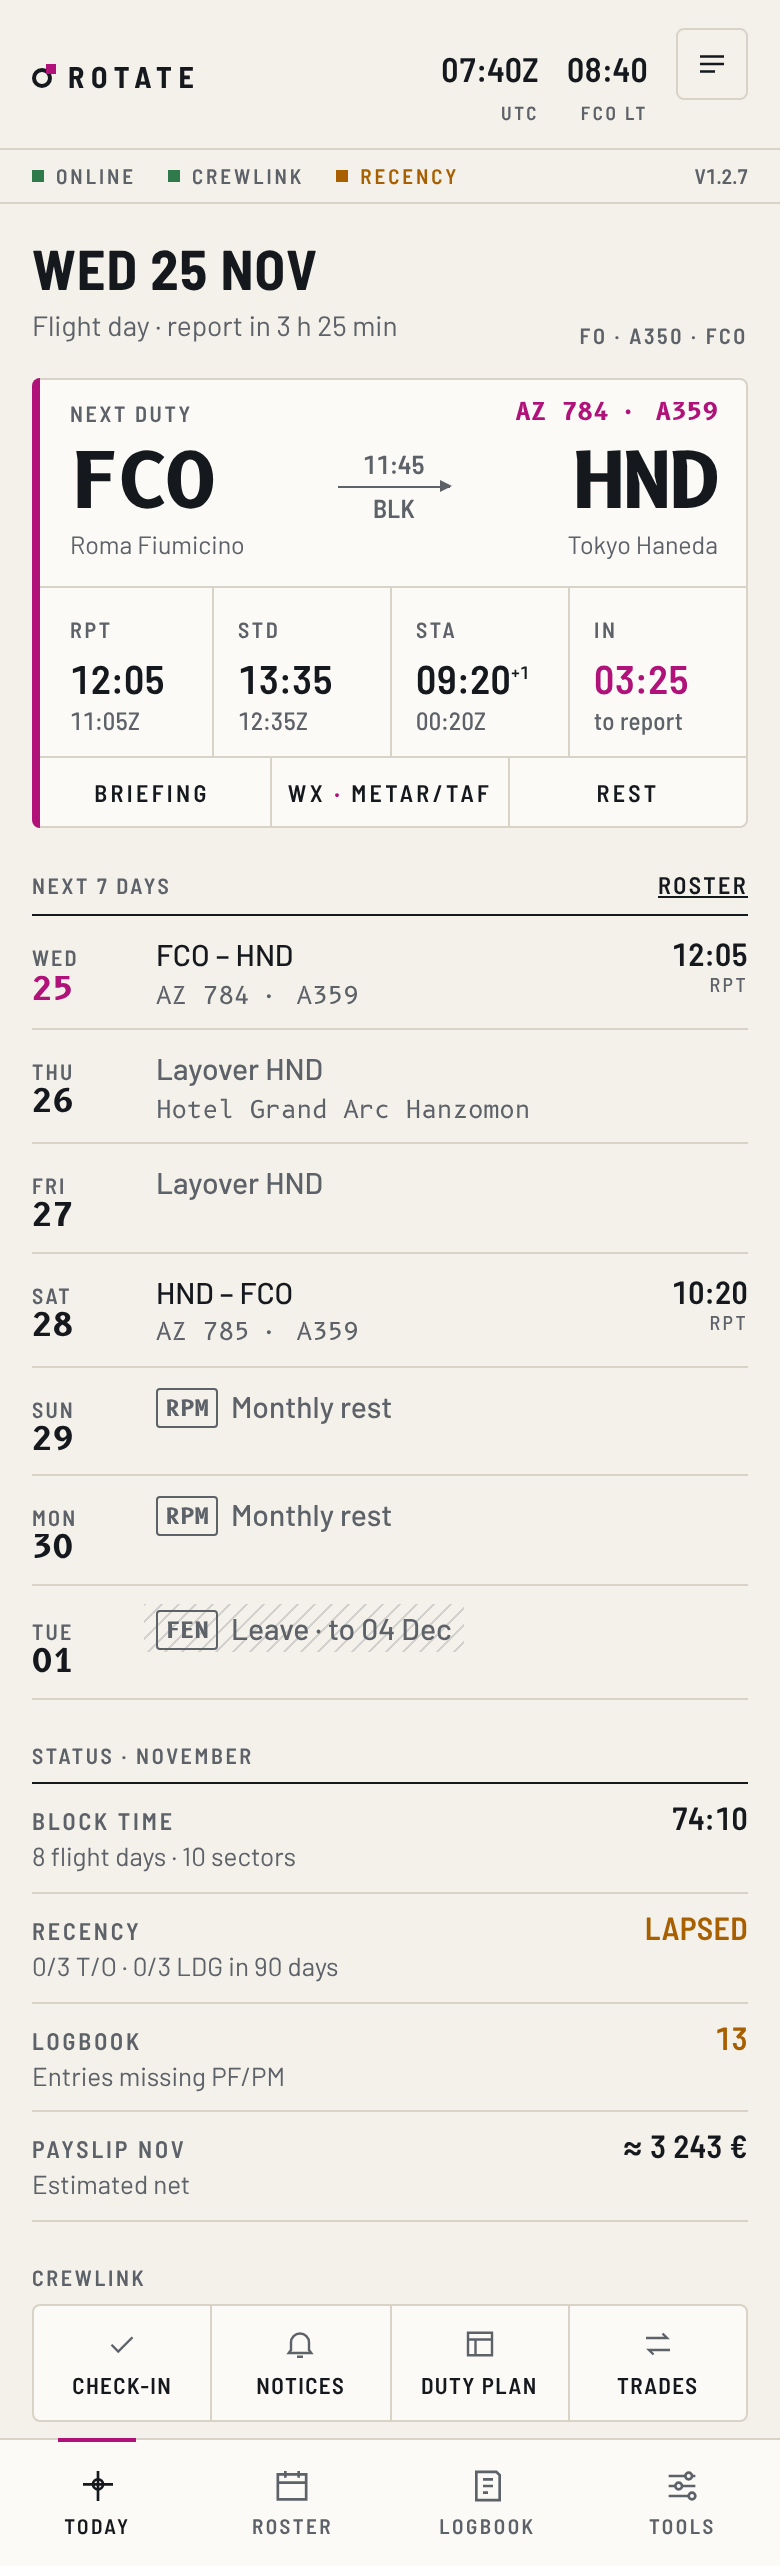 ROTATE
07:40Z 08:40
UTC FCO LT
ONLINE CREWLINK RECENCY V1.2.7
WED 25 NOV
Flight day · report in 3 h 25 min
FO · A350 · FCO
NEXT DUTY AZ 784 · A359
FCO 11:45 BLK HND
Roma Fiumicino Tokyo Haneda
RPT STD STA IN
12:05 13:35 09:20+1 03:25
11:05Z 12:35Z 00:20Z to report
BRIEFING WX · METAR/TAF REST
NEXT 7 DAYS ROSTER
WED FCO – HND 12:05
25 AZ 784 · A359 RPT
THU Layover HND
26 Hotel Grand Arc Hanzomon
FRI Layover HND
27
SAT HND – FCO 10:20
28 AZ 785 · A359 RPT
SUN RPM Monthly rest
29
MON RPM Monthly rest
30
TUE FEN Leave · to 04 Dec
01
STATUS · NOVEMBER
BLOCK TIME 74:10
8 flight days · 10 sectors
RECENCY LAPSED
0/3 T/O · 0/3 LDG in 90 days
LOGBOOK 13
Entries missing PF/PM
PAYSLIP NOV ≈ 3 243 €
Estimated net
CREWLINK
CHECK-IN NOTICES DUTY PLAN TRADES
TODAY ROSTER LOGBOOK TOOLS